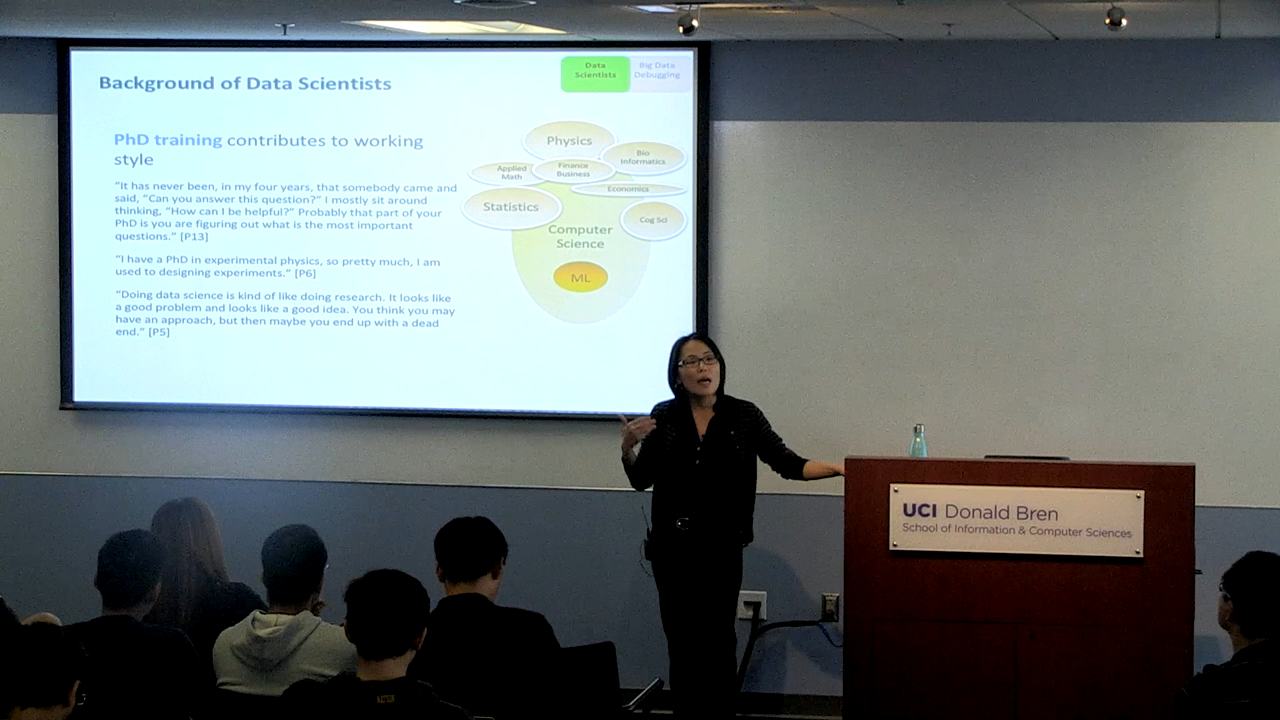 Background of Data Scientists
Data
Scientists
Big Data
Debugging
PhD training contributes to working
style
“It has never been, in my four years, that somebody came and
said, “Can you answer this question?” I mostly sit around
thinking, “How can I be helpful?” Probably that part of your
PhD is you are figuring out what is the most important
questions.” [P13]
“I have a PhD in experimental physics, so pretty much, I am
used to designing experiments.” [P6]
“Doing data science is kind of like doing research. It looks like
a good problem and looks like a good idea. You think you may
have an approach, but then maybe you end up with a dead
end.” [P5]
Physics
Bio
Informatics
Applied
Math
Finance
Business
Economics
Statistics
Cog Sci
Computer
Science
ML
UCI Donald Bren
School of Information & Computer Sciences